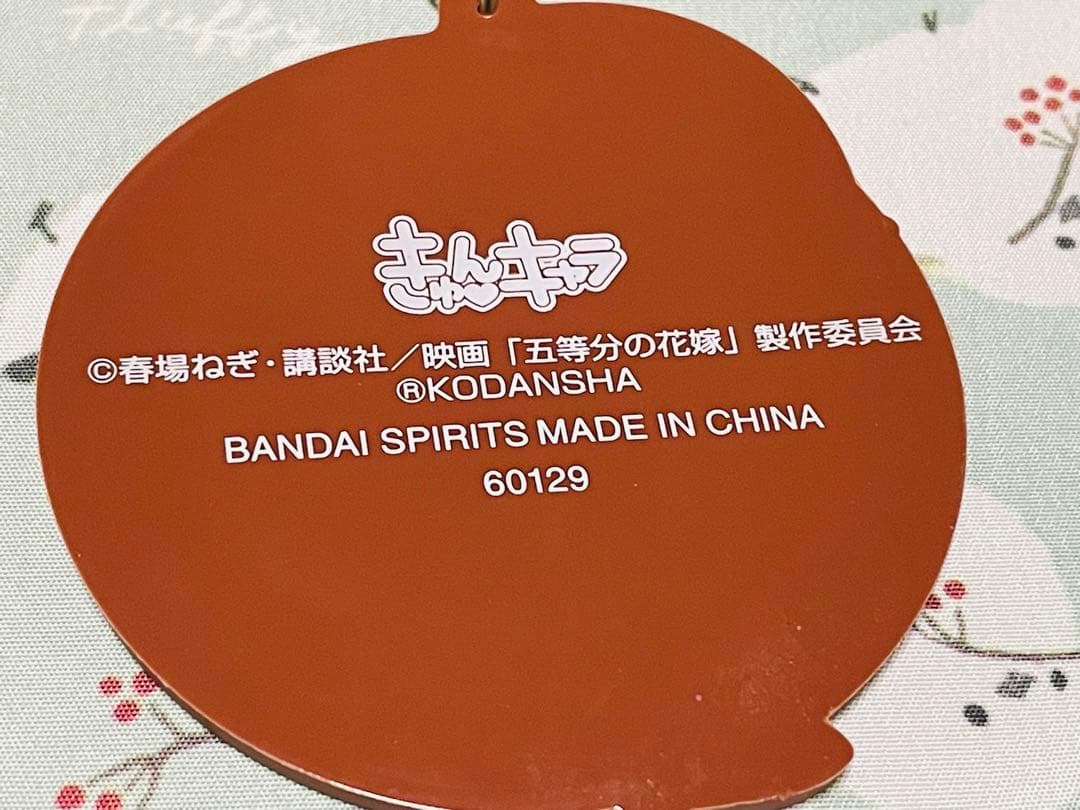 Fluffy
きゅんキャラ
©春場ねぎ・講談社／映画「五等分の花嫁」製作委員会
®KODANSHA
BANDAI SPIRITS MADE IN CHINA
60129